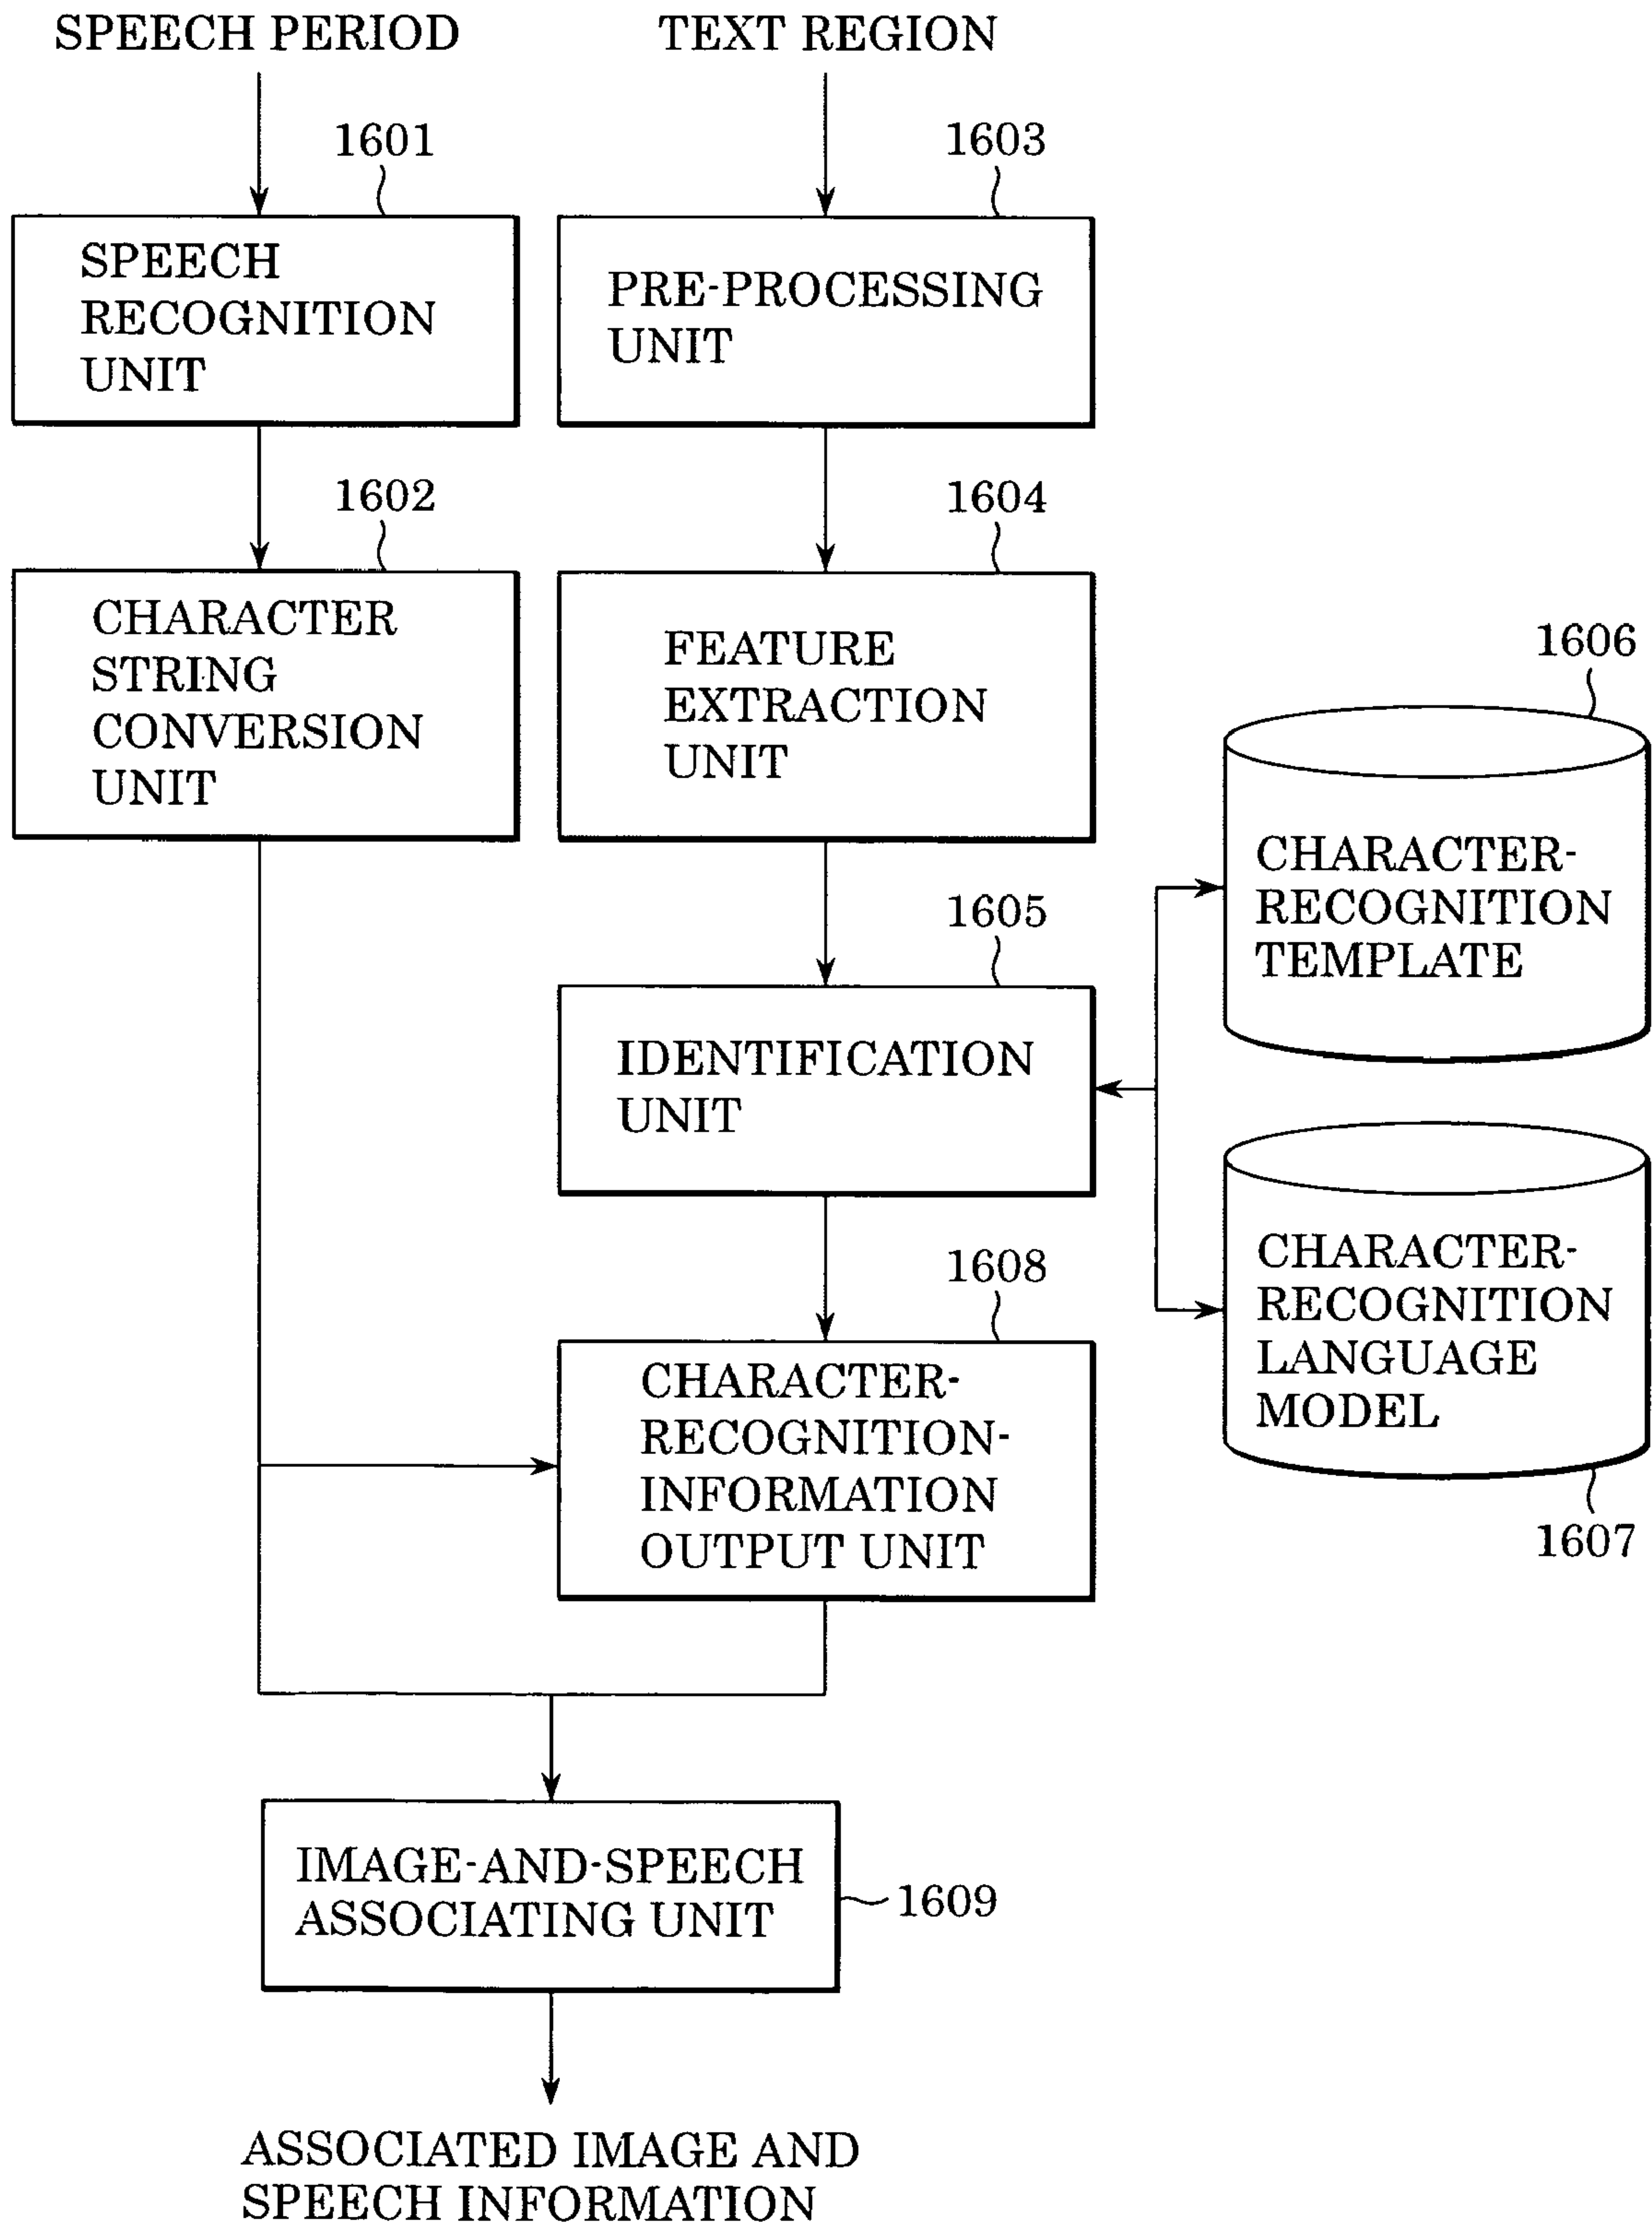 SPEECH PERIOD
TEXT REGION
1601
1603
SPEECH
RECOGNITION
UNIT
PRE-PROCESSING
UNIT
1602
1604
CHARACTER
STRING
CONVERSION
UNIT
FEATURE
EXTRACTION
UNIT
1606
CHARACTER-
RECOGNITION
TEMPLATE
1605
IDENTIFICATION
UNIT
CHARACTER-
RECOGNITION
LANGUAGE
MODEL
1607
1608
CHARACTER-
RECOGNITION-
INFORMATION
OUTPUT UNIT
IMAGE-AND-SPEECH
ASSOCIATING UNIT
1609
ASSOCIATED IMAGE AND
SPEECH INFORMATION